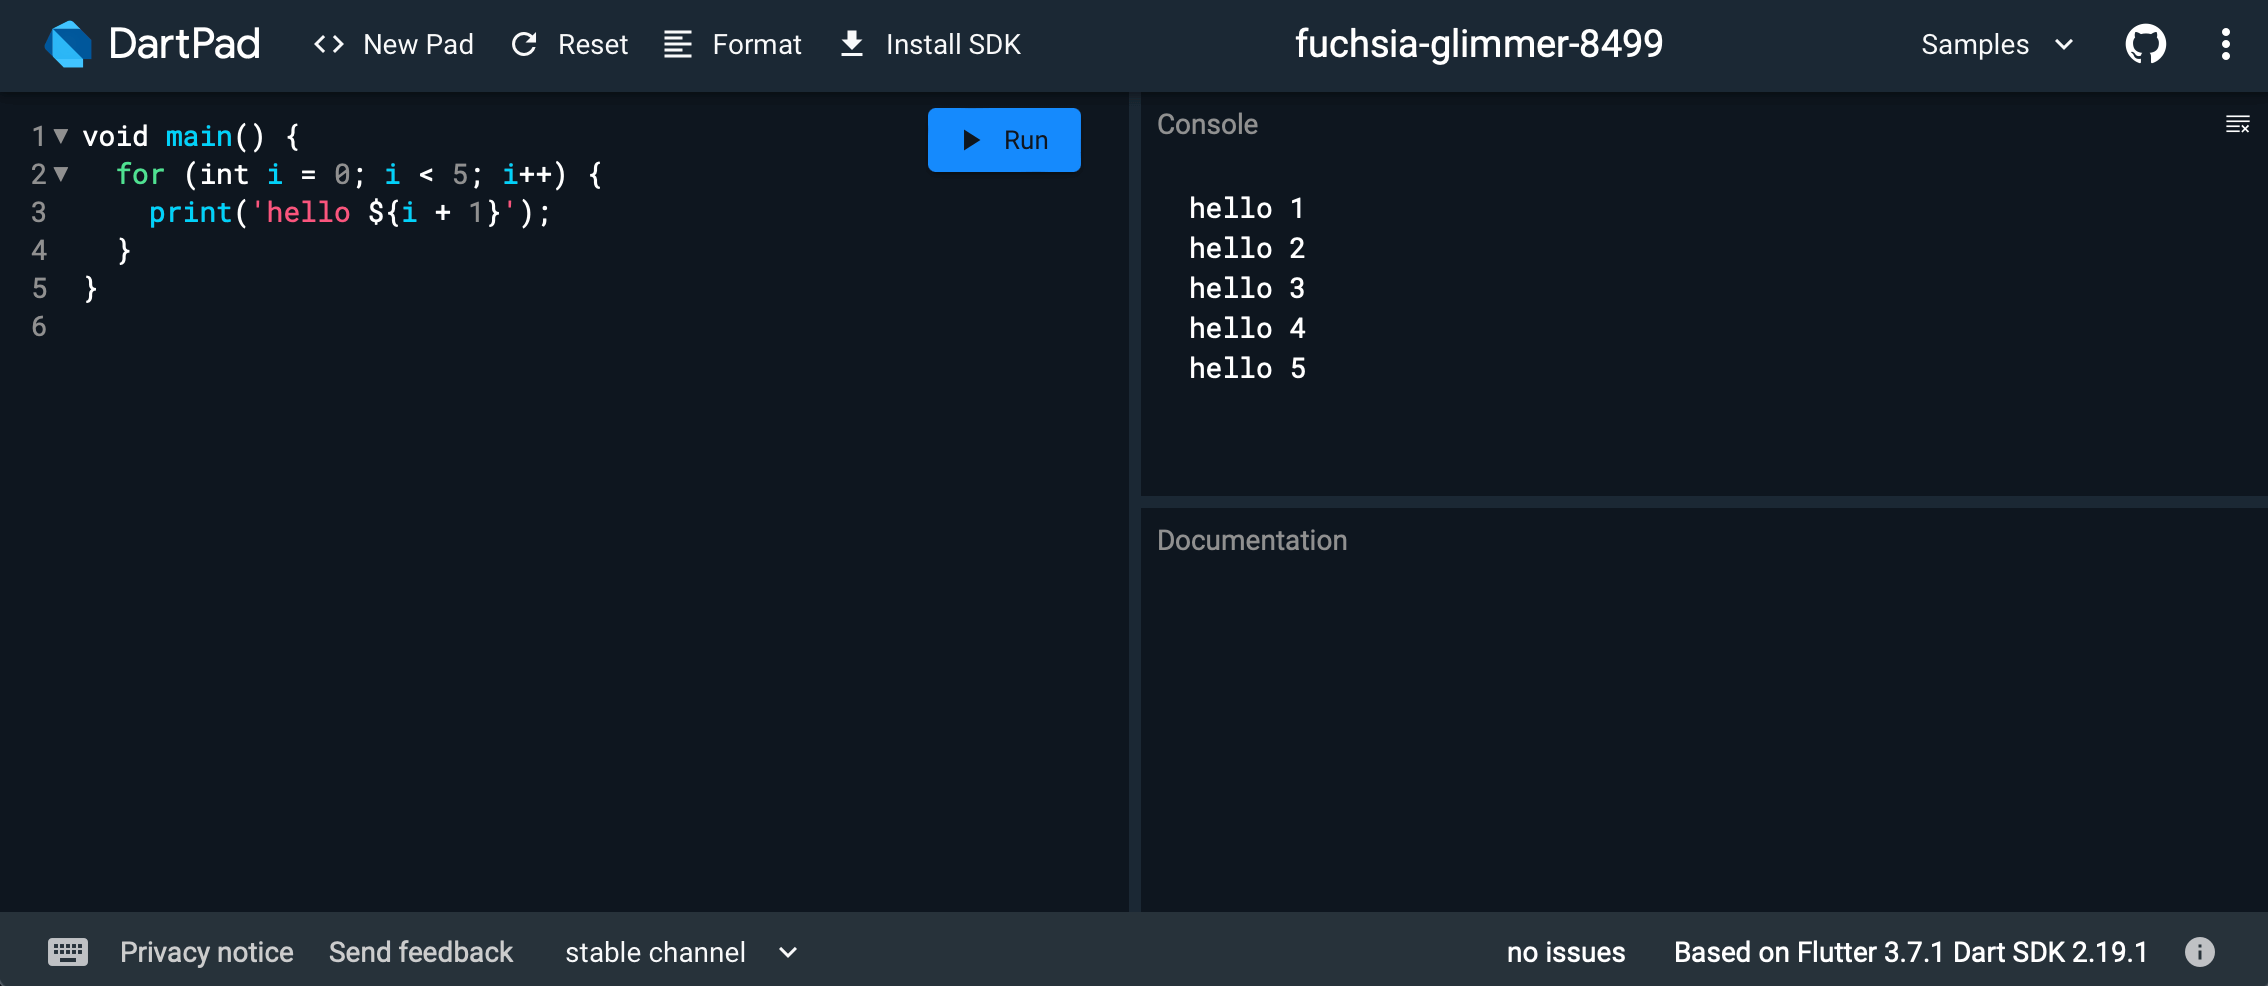 DartPad <> New Pad Reset Format Install SDK fuchsia-glimmer-8499 Samples
1 void main() {
2   for (int i = 0; i < 5; i++) {
3     print('hello ${i + 1}');
4   }
5 }
6
Run
Console
hello 1
hello 2
hello 3
hello 4
hello 5
Documentation
Privacy notice Send feedback stable channel no issues Based on Flutter 3.7.1 Dart SDK 2.19.1